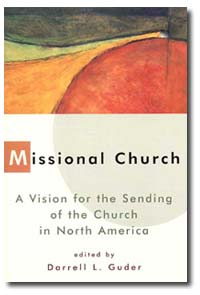 Missional Church
A Vision for the Sending
of the Church
in North America
edited by
Darrell L. Guder